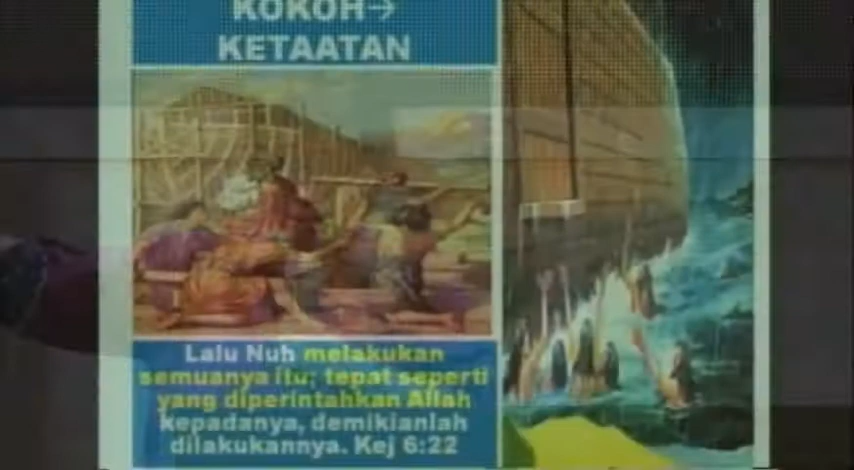 KOKOH→
KETAATAN
Lalu Nuh melakukan
semuanya itu; tepat seperti
yang diperintahkan Allah
kepadanya, demikianlah
dilakukannya. Kej 6:22